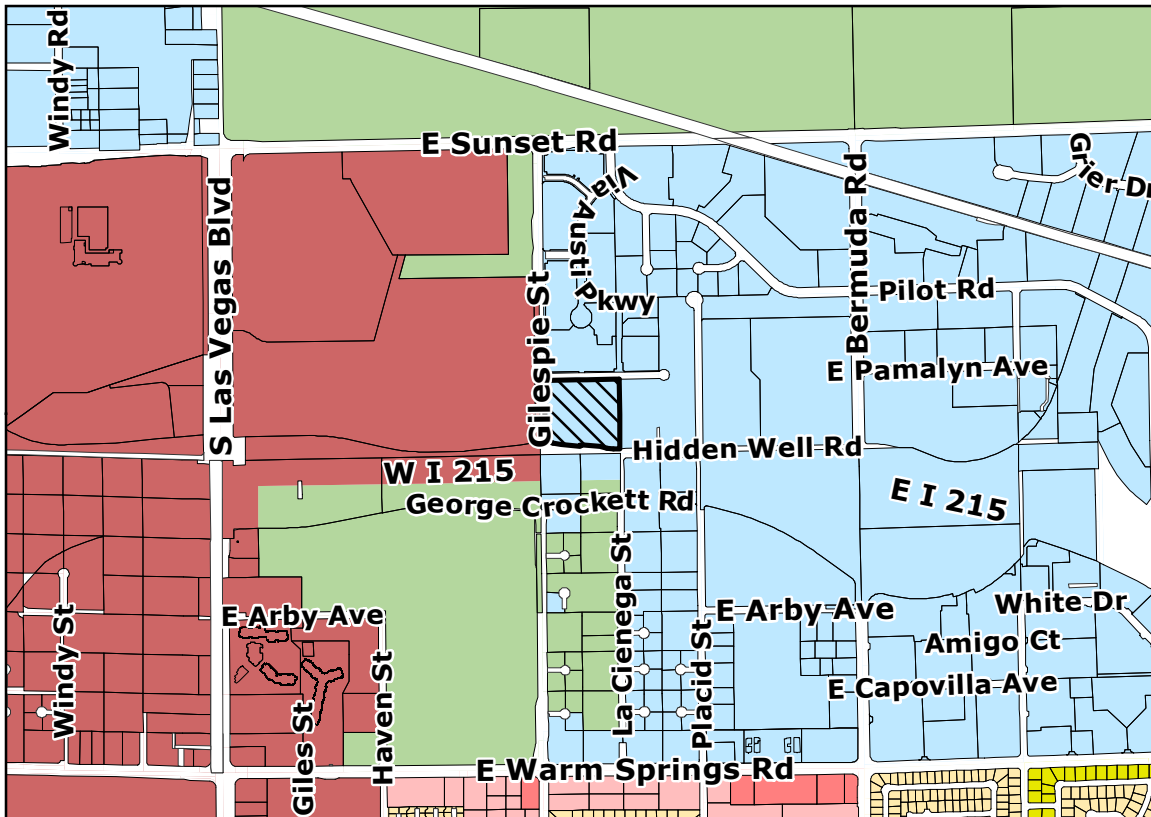 Windy Rd
E Sunset Rd
Grier Dr
Via Austi Pkwy
Bermuda Rd
S Las Vegas Blvd
Gilespie St
Pilot Rd
E Pamalyn Ave
Hidden Well Rd
W I 215
George Crockett Rd
E I 215
La Cienega St
E Arby Ave
E Arby Ave
White Dr
Windy St
Placid St
Amigo Ct
Haven St
E Capovilla Ave
Giles St
E Warm Springs Rd